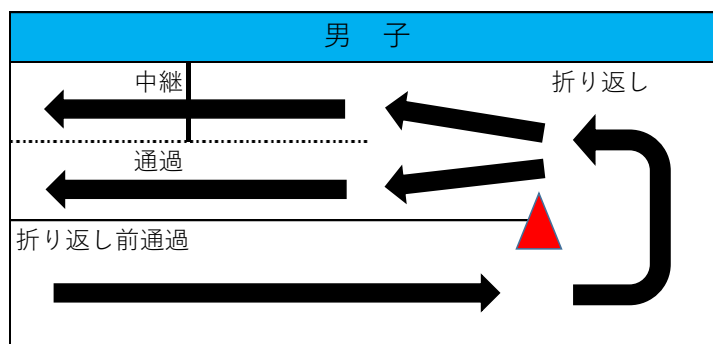 男　子
中継
折り返し
通過
折り返し前通過